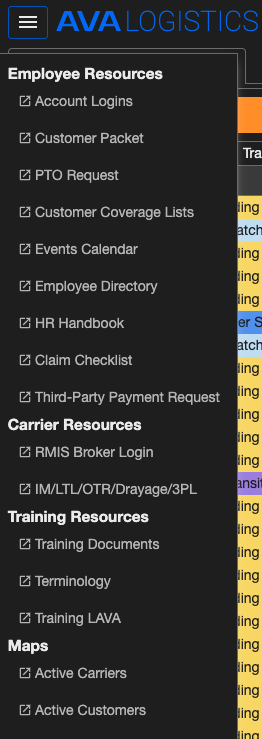 AVA LOGISTICS
Employee Resources
Account Logins
Customer Packet
PTO Request
Customer Coverage Lists
Events Calendar
Employee Directory
HR Handbook
Claim Checklist
Third-Party Payment Request
Carrier Resources
RMIS Broker Login
IM/LTL/OTR/Drayage/3PL
Training Resources
Training Documents
Terminology
Training LAVA
Maps
Active Carriers
Active Customers
Tra
ding
atch
ding
ding
ding
er S
atch
ding
ding
ding
ding
ding
ansit
ding
ding
ding
ding
ding
ding
ding
ding
ding
ding